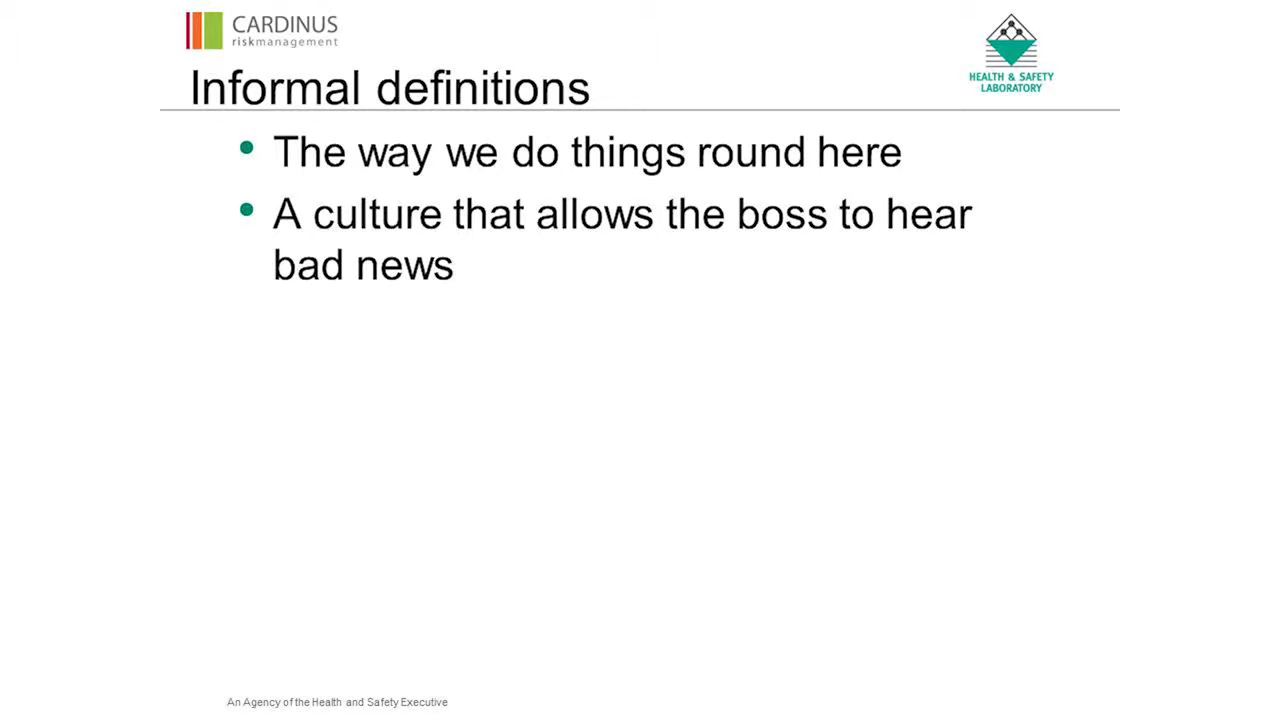 CARDINUS
riskmanagement
HEALTH & SAFETY
LABORATORY
Informal definitions
• The way we do things round here
• A culture that allows the boss to hear
bad news
An Agency of the Health and Safety Executive